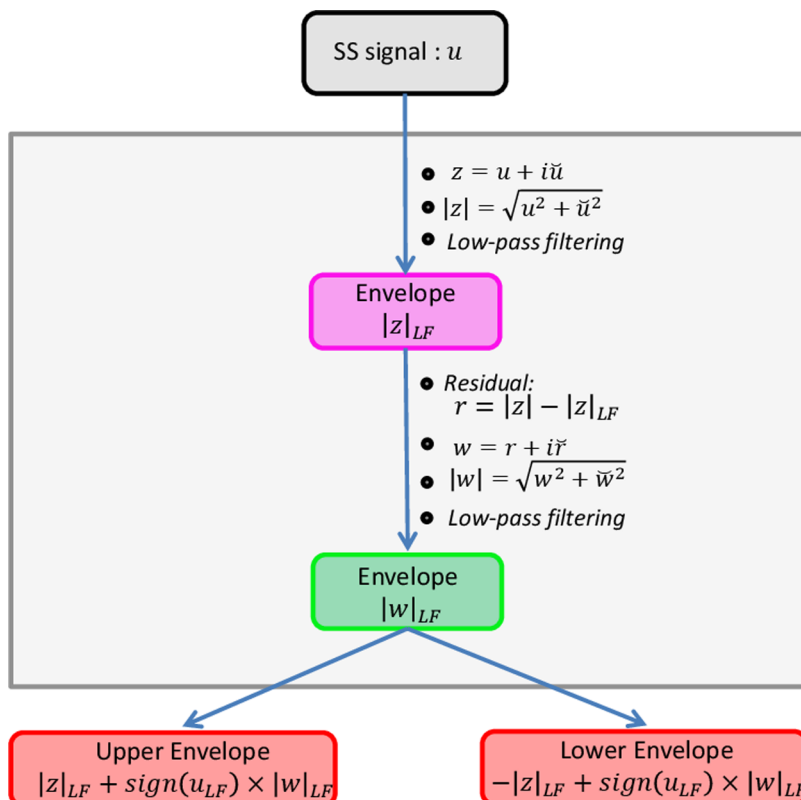 SS signal : u
• z = u + iŭ
• |z| = √(u² + ŭ²)
• Low-pass filtering
Envelope
|z|_LF
• Residual:
r = |z| − |z|_LF
• w = r + ir̆
• |w| = √(w² + w̆²)
• Low-pass filtering
Envelope
|w|_LF
Upper Envelope
|z|_LF + sign(u_LF) × |w|_LF
Lower Envelope
−|z|_LF + sign(u_LF) × |w|_LF